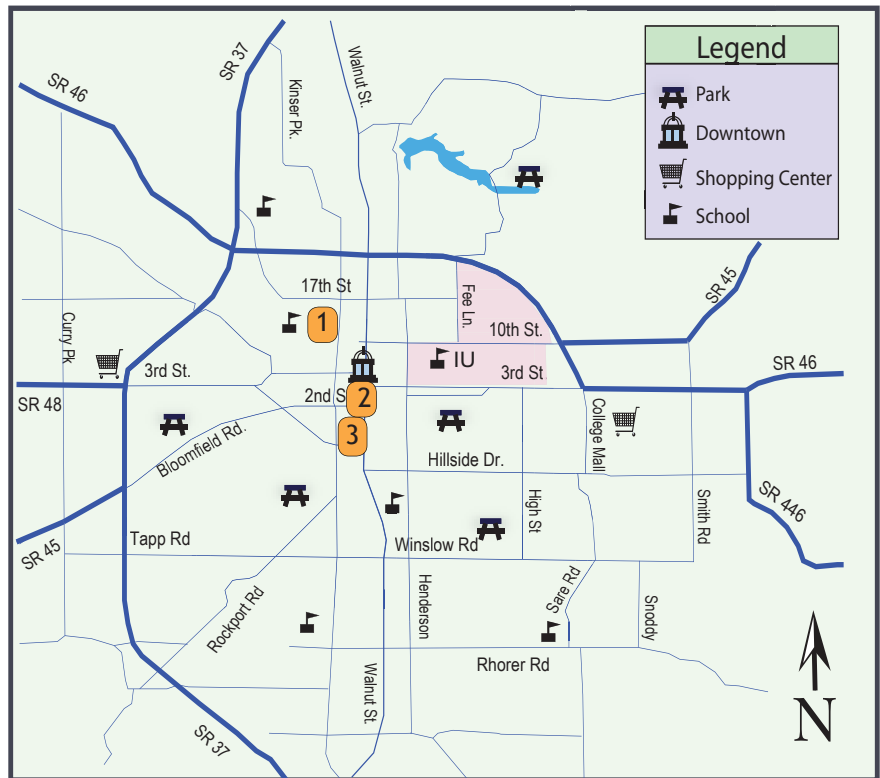 Legend
Park
Downtown
Shopping Center
School
SR 37
SR 46
Walnut St.
Kinser Pk.
17th St
Fee Ln.
SR 45
1
10th St.
Curry Pk
IU
3rd St.
3rd St
SR 46
SR 48
2nd S
2
College Mall
3
Bloomfield Rd.
Hillside Dr.
High St
Smith Rd
SR 446
SR 45
Tapp Rd
Winslow Rd
Rockport Rd
Henderson
Sare Rd
Snoddy
Rhorer Rd
Walnut St.
SR 37
N